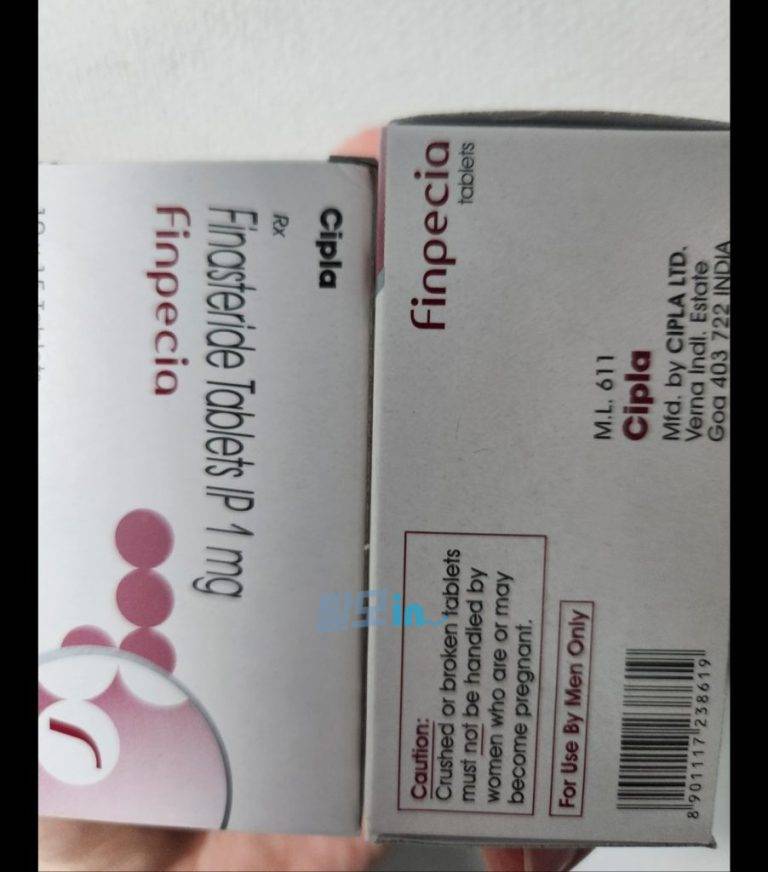 Cipla
Rx
Finasteride Tablets IP 1 mg
Finpecia
Finpecia
tablets
M.L. 611
Cipla
Mfd. by CIPLA LTD.
Verna Indl. Estate
Goa 403 722 INDIA
Caution:
Crushed or broken tablets
must not be handled by
women who are or may
become pregnant.
For Use By Men Only
8 901117 238619
in